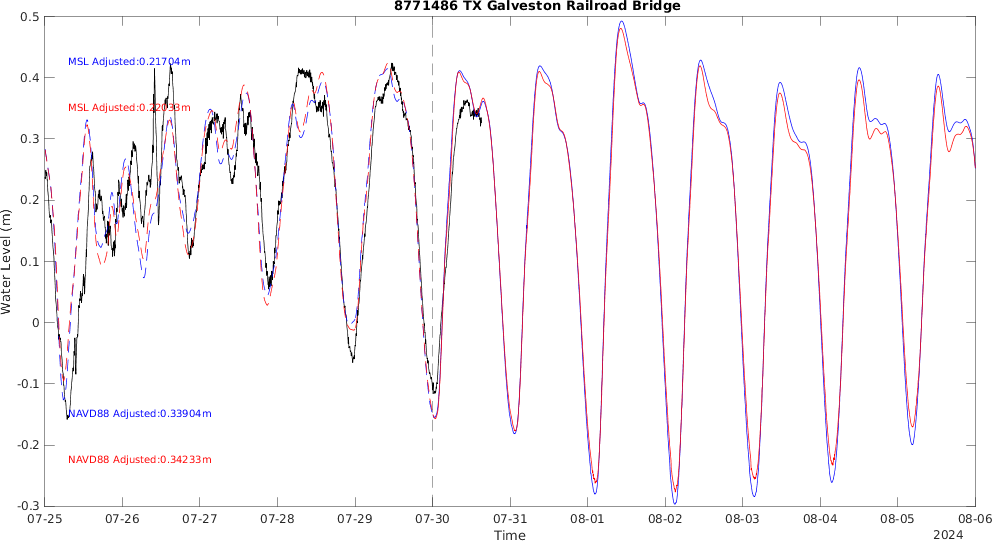 8771486 TX Galveston Railroad Bridge
0.5
0.4
0.3
0.2
0.1
0
-0.1
-0.2
-0.3
Water Level (m)
MSL Adjusted:0.21704m
MSL Adjusted:0.22033m
NAVD88 Adjusted:0.33904m
NAVD88 Adjusted:0.34233m
07-25 07-26 07-27 07-28 07-29 07-30 07-31 08-01 08-02 08-03 08-04 08-05 08-06
Time
2024